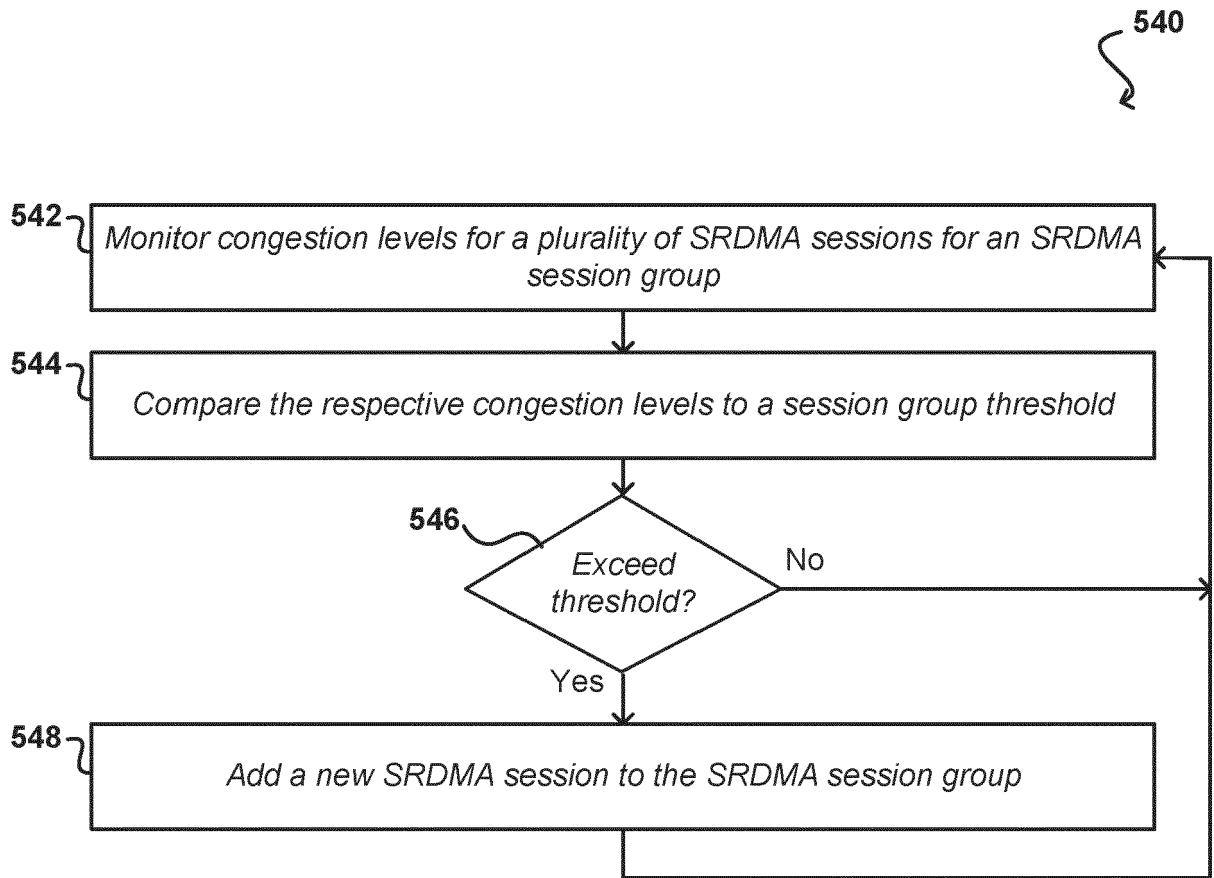 540
542
Monitor congestion levels for a plurality of SRDMA sessions for an SRDMA
session group
544
Compare the respective congestion levels to a session group threshold
546
Exceed
threshold?
No
Yes
548
Add a new SRDMA session to the SRDMA session group